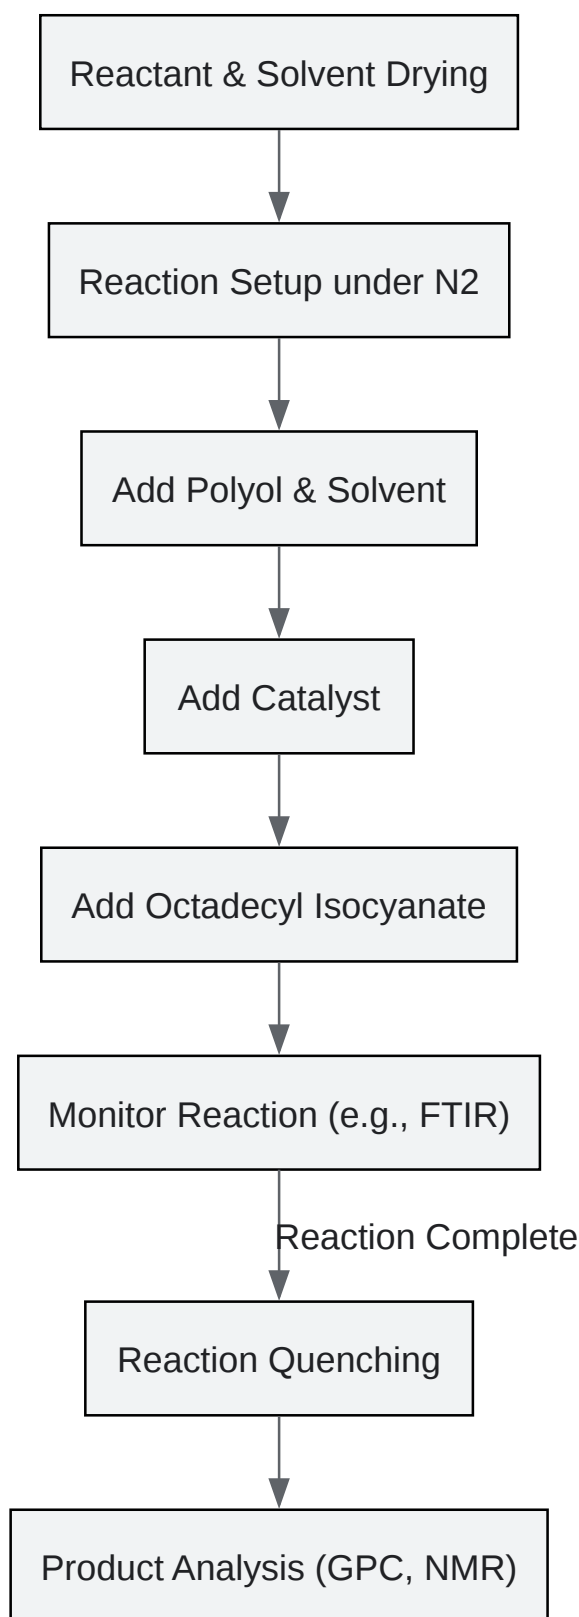 Reactant & Solvent Drying
Reaction Setup under N2
Add Polyol & Solvent
Add Catalyst
Add Octadecyl Isocyanate
Monitor Reaction (e.g., FTIR)
Reaction Complete
Reaction Quenching
Product Analysis (GPC, NMR)